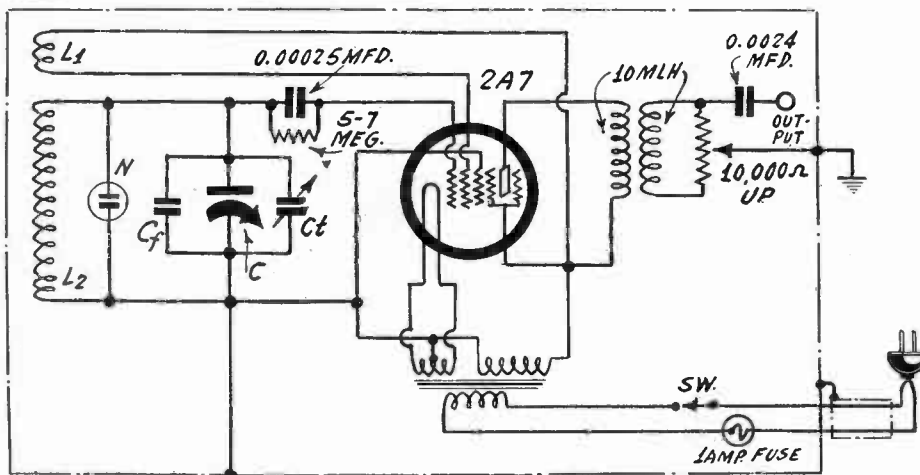 L1
0.00025 MFD.
2A7
10 MLH
0.0024
MFD.
5-7
MEG.
OUT-
PUT
N
10,000Ω
UP.
Cf
C
Ct
L2
SW.
1AMP. FUSE